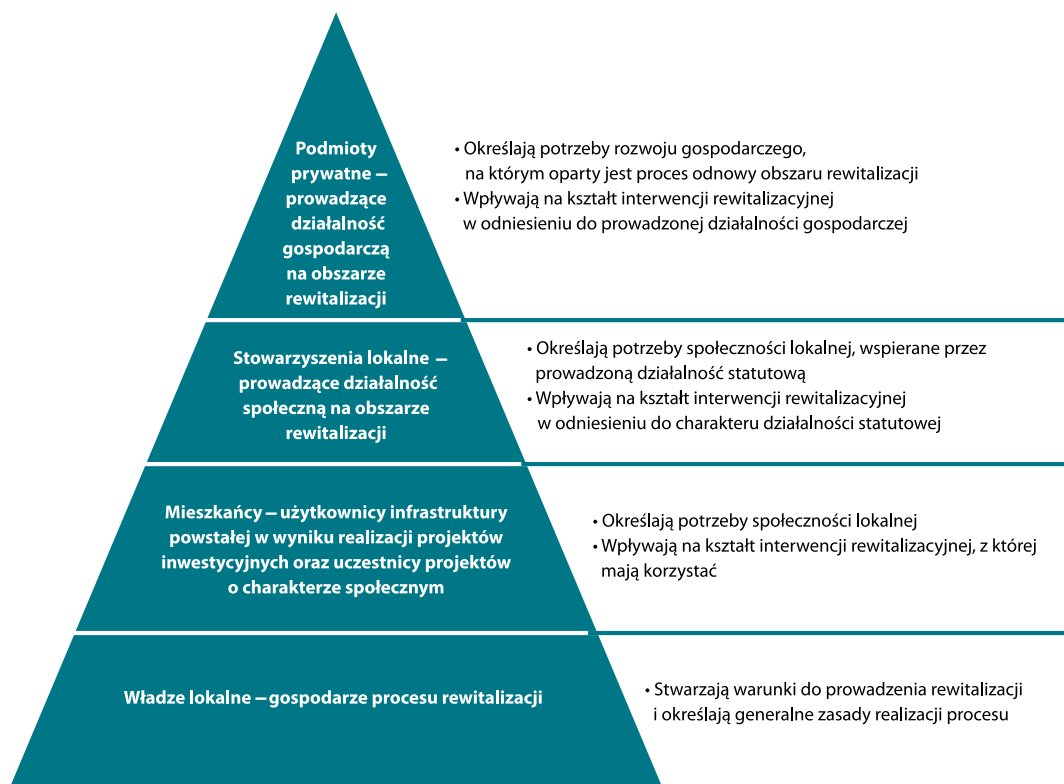 Podmioty
prywatne –
prowadzące
działalność
gospodarczą
na obszarze
rewitalizacji
• Określają potrzeby rozwoju gospodarczego,
na którym oparty jest proces odnowy obszaru rewitalizacji
• Wpływają na kształt interwencji rewitalizacyjnej
w odniesieniu do prowadzonej działalności gospodarczej
Stowarzyszenia lokalne –
prowadzące działalność
społeczną na obszarze
rewitalizacji
• Określają potrzeby społeczności lokalnej, wspierane przez
prowadzoną działalność statutową
• Wpływają na kształt interwencji rewitalizacyjnej
w odniesieniu do charakteru działalności statutowej
Mieszkańcy – użytkownicy infrastruktury
powstałej w wyniku realizacji projektów
inwestycyjnych oraz uczestnicy projektów
o charakterze społecznym
• Określają potrzeby społeczności lokalnej
• Wpływają na kształt interwencji rewitalizacyjnej, z której
mają korzystać
Władze lokalne – gospodarze procesu rewitalizacji
• Stwarzają warunki do prowadzenia rewitalizacji
i określają generalne zasady realizacji procesu